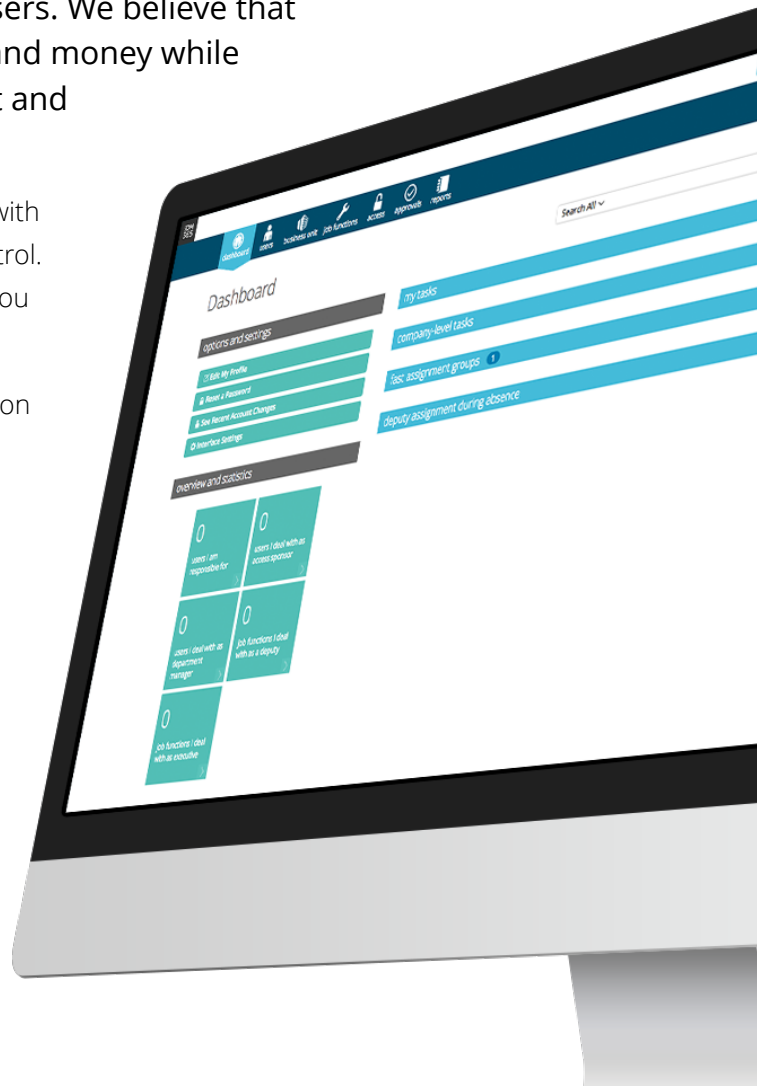 sers. We believe that
and money while
t and
with
trol.
ou
on
dashboard
users
business unit
job functions
access
approvals
reports
Search All
Dashboard
options and settings
Edit My Profile
Reset a Password
See Recent Account Changes
Interface Settings
overview and statistics
0
users I am
responsible for
0
users I deal with as
access sponsor
0
users I deal with as
department
manager
0
job functions I deal
with as a deputy
0
job functions I deal
with as executive
my tasks
company-level tasks
fast assignment groups 1
deputy assignment during absence